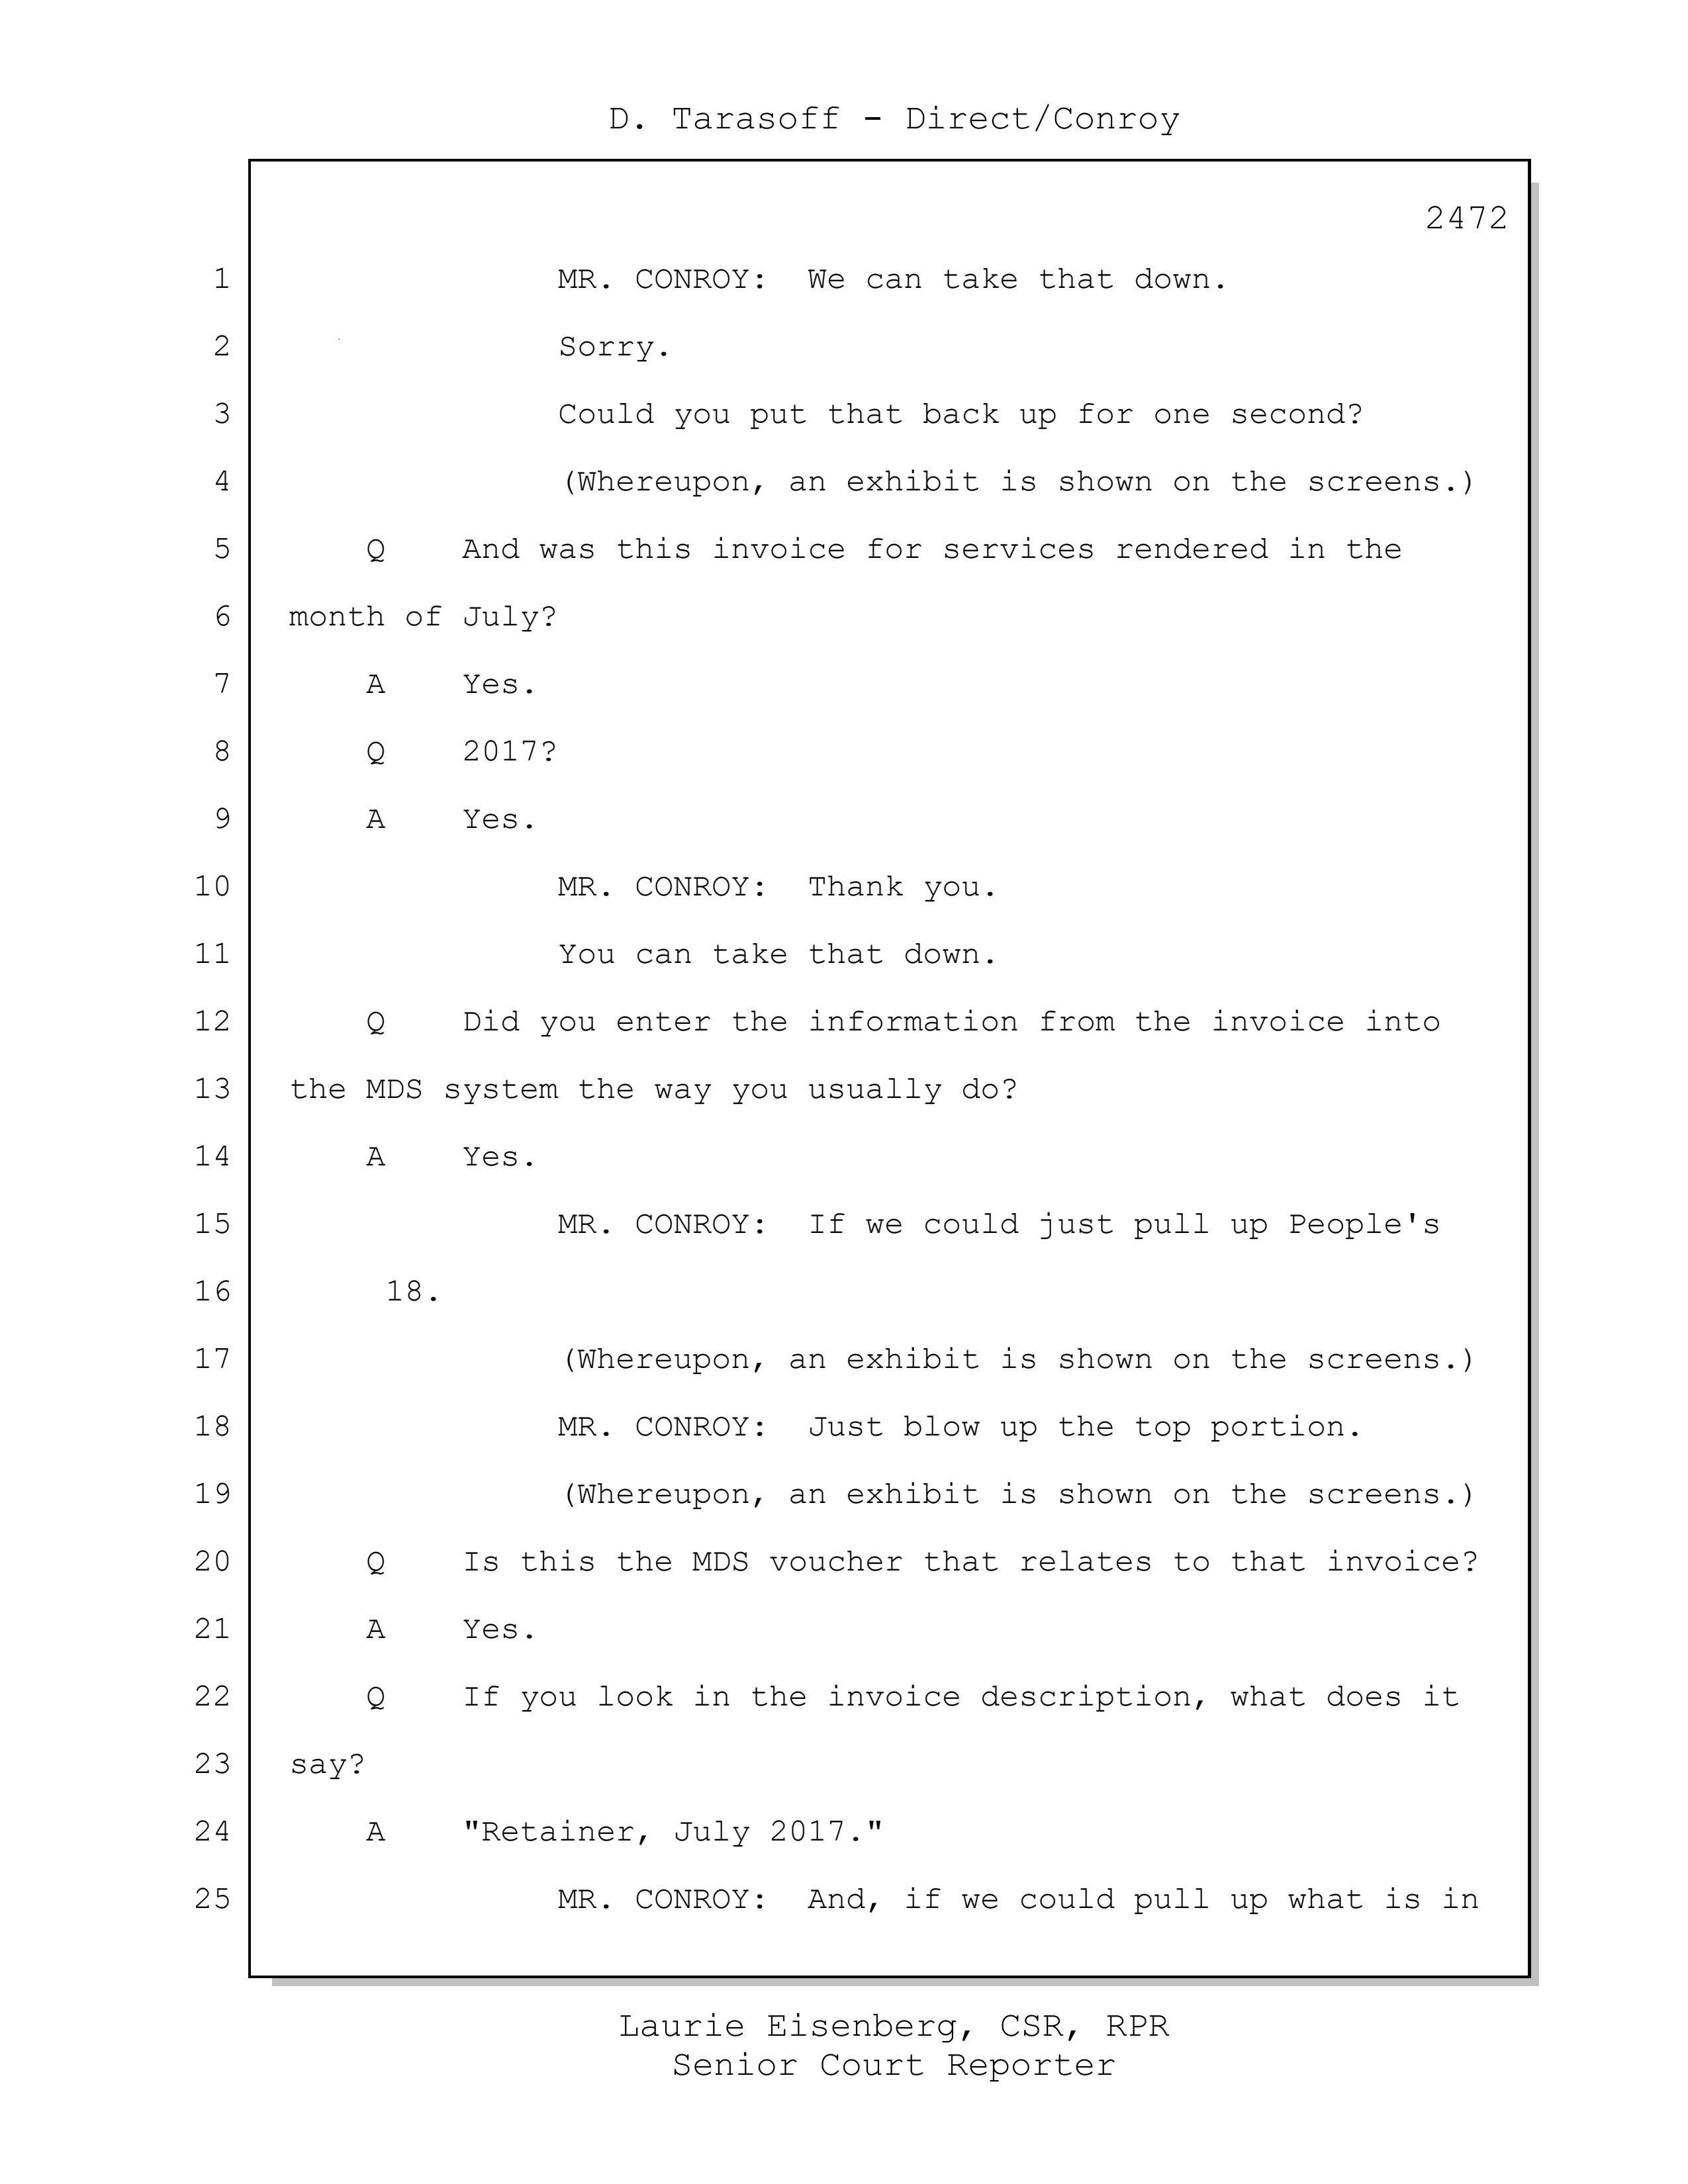 D. Tarasoff - Direct/Conroy
2472
1 MR. CONROY: We can take that down.
2 Sorry.
3 Could you put that back up for one second?
4 (Whereupon, an exhibit is shown on the screens.)
5 Q And was this invoice for services rendered in the
6 month of July?
7 A Yes.
8 Q 2017?
9 A Yes.
10 MR. CONROY: Thank you.
11 You can take that down.
12 Q Did you enter the information from the invoice into
13 the MDS system the way you usually do?
14 A Yes.
15 MR. CONROY: If we could just pull up People's
16 18.
17 (Whereupon, an exhibit is shown on the screens.)
18 MR. CONROY: Just blow up the top portion.
19 (Whereupon, an exhibit is shown on the screens.)
20 Q Is this the MDS voucher that relates to that invoice?
21 A Yes.
22 Q If you look in the invoice description, what does it
23 say?
24 A "Retainer, July 2017."
25 MR. CONROY: And, if we could pull up what is in
Laurie Eisenberg, CSR, RPR
Senior Court Reporter